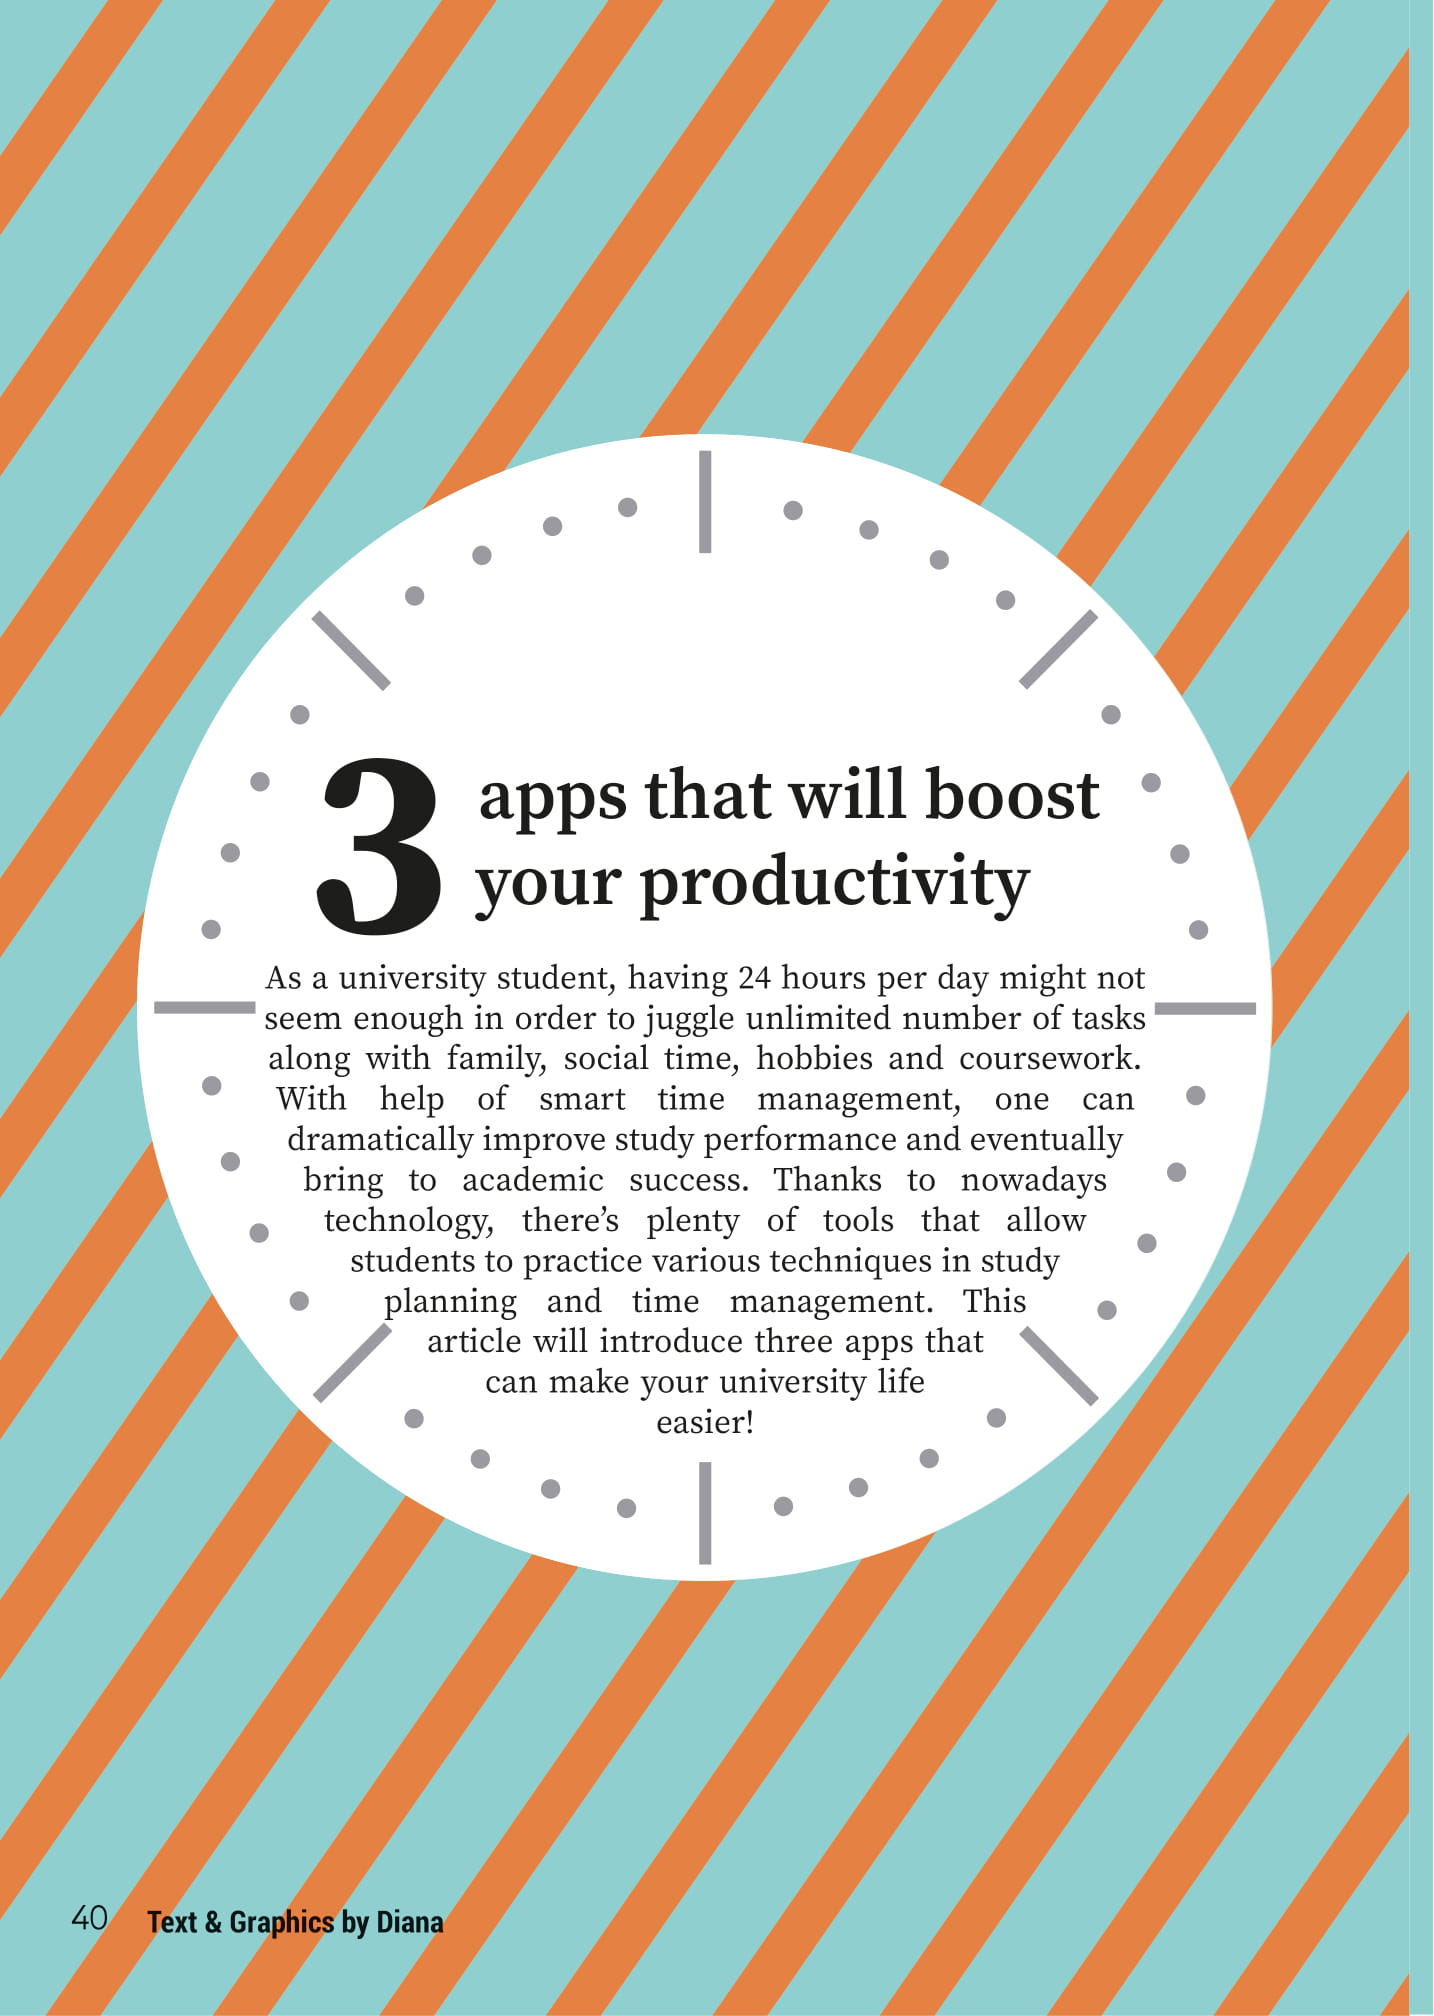 3 apps that will boost
your productivity
As a university student, having 24 hours per day might not
seem enough in order to juggle unlimited number of tasks
along with family, social time, hobbies and coursework.
With help of smart time management, one can
dramatically improve study performance and eventually
bring to academic success. Thanks to nowadays
technology, there’s plenty of tools that allow
students to practice various techniques in study
planning and time management. This
article will introduce three apps that
can make your university life
easier!
40 Text & Graphics by Diana